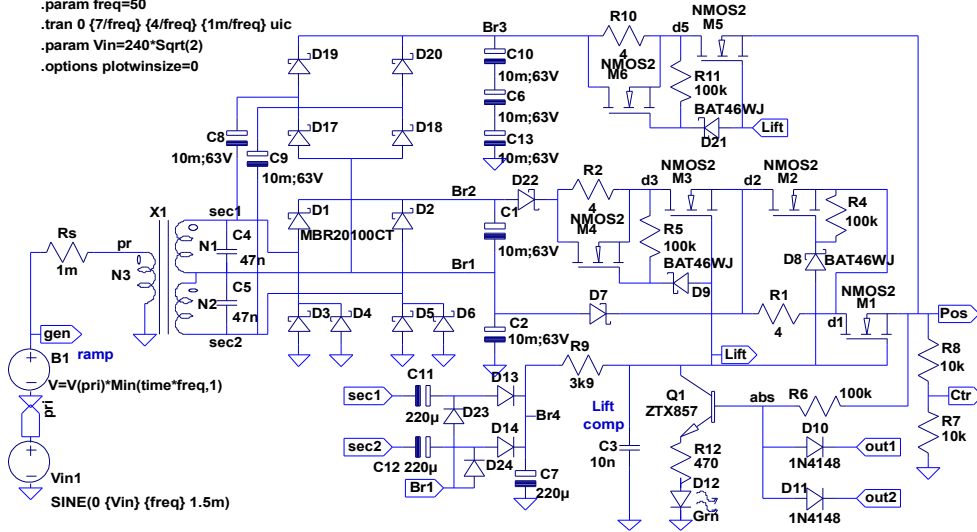 .param freq=50
.tran 0 {7/freq} {4/freq} {1m/freq} uic
.param Vin=240*Sqrt(2)
.options plotwinsize=0
D19
D20
Br3
C10
10m;63V
C6
10m;63V
C13
10m;63V
R10
4
NMOS2
M6
d5
NMOS2
M5
R11
100k
BAT46WJ
D21
Lift
D17
D18
C8
10m;63V
C9
10m;63V
X1
sec1
N1
C4
47n
N2
C5
47n
sec2
Rs
1m
pr
N3
gen
ramp
B1
V=V(pri)*Min(time*freq,1)
pri
Vin1
SINE(0 {Vin} {freq} 1.5m)
D1
MBR20100CT
D2
Br2
C1
10m;63V
Br1
D3
D4
D5
D6
C2
10m;63V
D22
R2
4
NMOS2
M4
d3
NMOS2
M3
R5
100k
BAT46WJ
D9
d2
NMOS2
M2
R4
100k
D8
BAT46WJ
D7
R1
4
d1
NMOS2
M1
Pos
Lift
R8
10k
Ctr
R7
10k
sec1
C11
220µ
D13
D23
sec2
C12
220µ
D14
D24
Br1
Br4
C7
220µ
R9
3k9
Lift
comp
C3
10n
Q1
ZTX857
abs
R6
100k
R12
470
D12
Grn
D10
1N4148
out1
D11
1N4148
out2